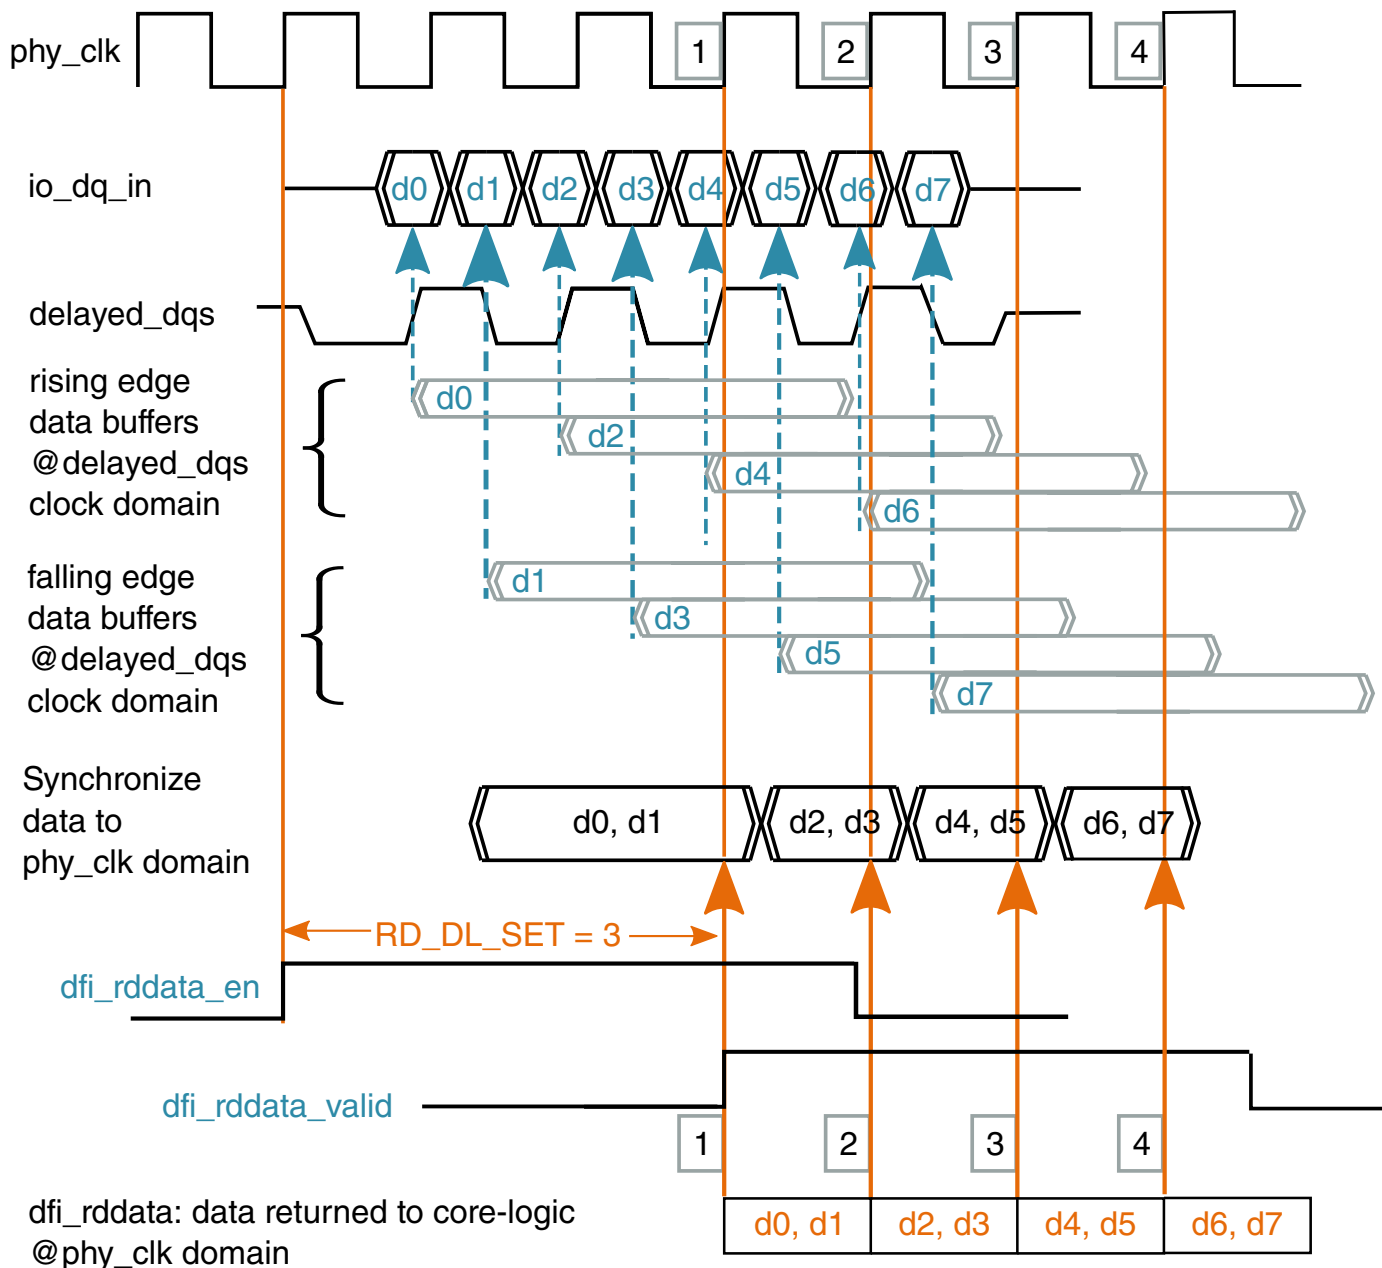 phy_clk
1
2
3
4
io_dq_in
d0
d1
d2
d3
d4
d5
d6
d7
delayed_dqs
rising edge
data buffers
@delayed_dqs
clock domain
d0
d2
d4
d6
falling edge
data buffers
@delayed_dqs
clock domain
d1
d3
d5
d7
Synchronize
data to
phy_clk domain
d0, d1
d2, d3
d4, d5
d6, d7
RD_DL_SET = 3
dfi_rddata_en
dfi_rddata_valid
1
2
3
4
dfi_rddata: data returned to core-logic
@phy_clk domain
d0, d1
d2, d3
d4, d5
d6, d7